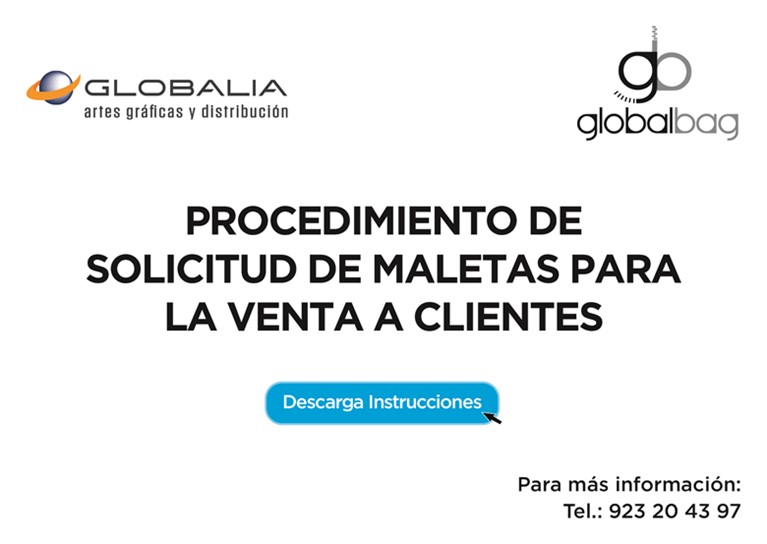 GLOBALIA
artes gráficas y distribución
gb
globalbag
PROCEDIMIENTO DE
SOLICITUD DE MALETAS PARA
LA VENTA A CLIENTES
Descarga Instrucciones
Para más información:
Tel.: 923 20 43 97